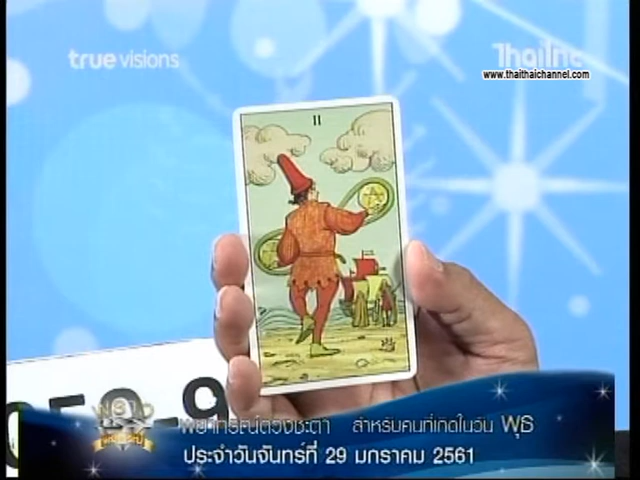 true visions
ThaiThai
www.thaithaichannel.com
II
พยากรณ์ดวงชะตา สำหรับคนที่เกิดในวัน พุธ
ประจำวันจันทร์ที่ 29 มกราคม 2561